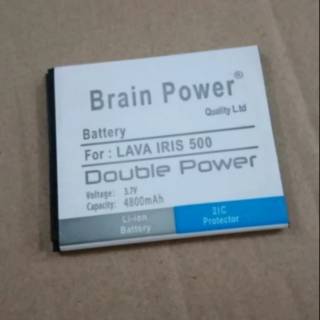 Brain Power®
Quality Ltd
Battery
For : LAVA IRIS 500
Double Power
Voltage: 3.7V
Capacity: 4800mAh
Li-ion
Battery
2IC
Protector